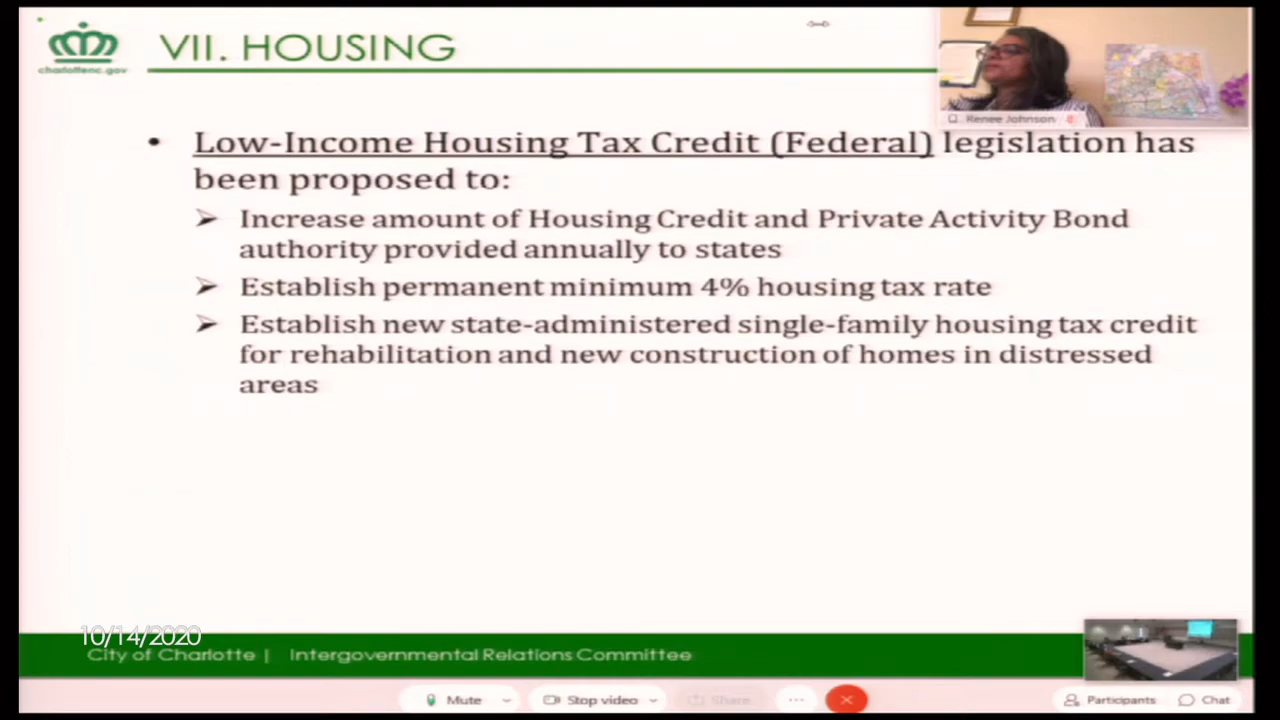 charlottenc.gov
VII. HOUSING
Renee Johnson
• Low-Income Housing Tax Credit (Federal) legislation has
been proposed to:
➢ Increase amount of Housing Credit and Private Activity Bond
authority provided annually to states
➢ Establish permanent minimum 4% housing tax rate
➢ Establish new state-administered single-family housing tax credit
for rehabilitation and new construction of homes in distressed
areas
10/14/2020
City of Charlotte | Intergovernmental Relations Committee
Mute
Stop video
Share
Participants
Chat